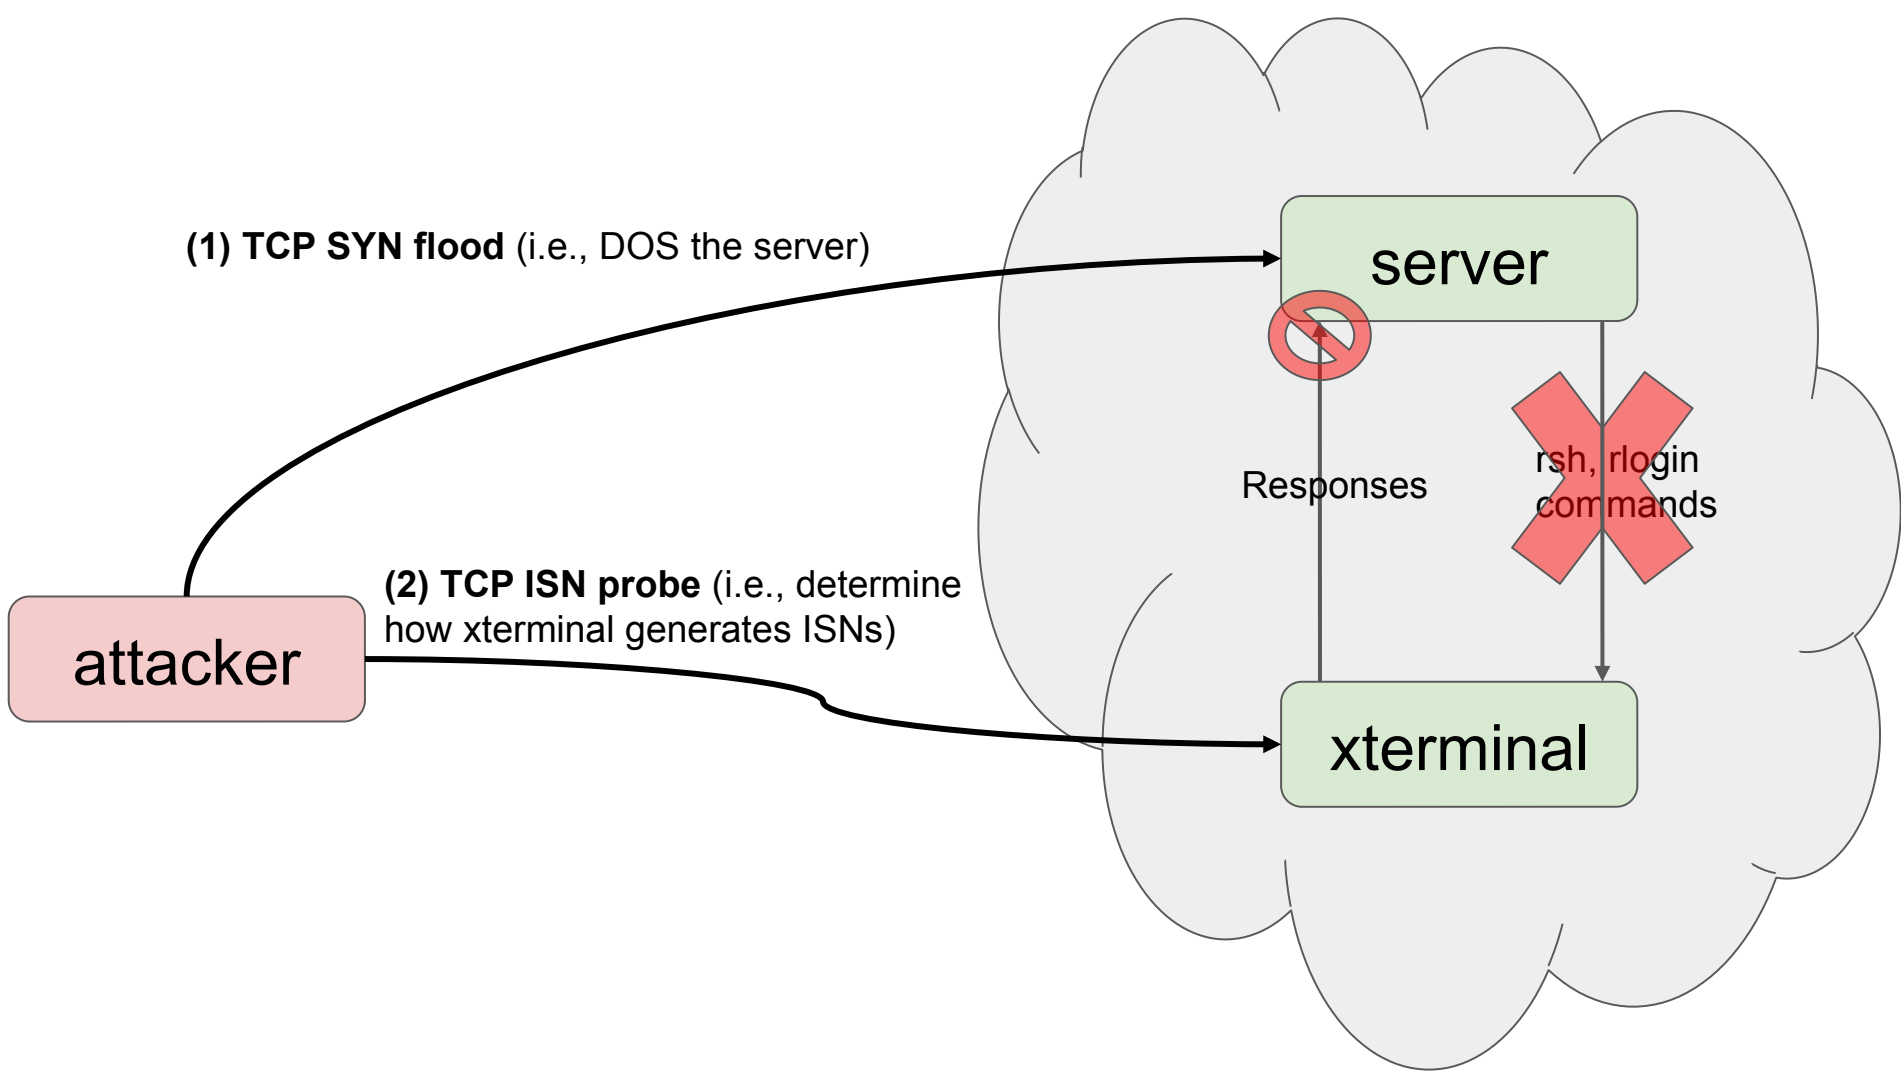 (1) TCP SYN flood (i.e., DOS the server)
server
Responses
rsh, rlogin
commands
(2) TCP ISN probe (i.e., determine
how xterminal generates ISNs)
attacker
xterminal